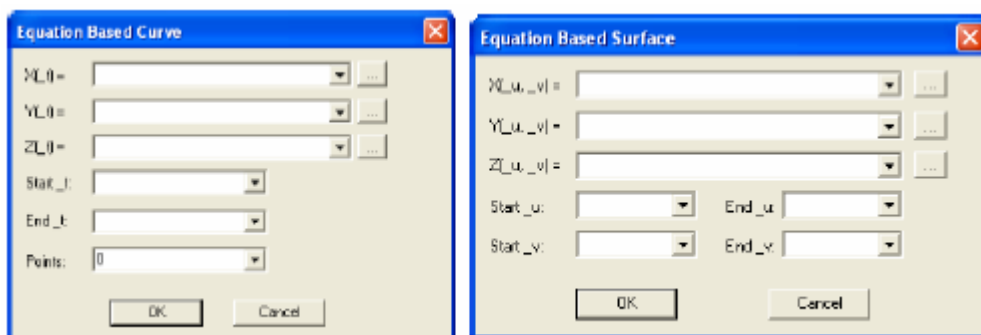 Equation Based Curve
X(_t) =
Y(_t) =
Z(_t) =
Start _t:
End _t:
Points: 0
OK Cancel
Equation Based Surface
X(_u, _v) =
Y(_u, _v) =
Z(_u, _v) =
Start _u: End _u:
Start _v: End _v:
OK Cancel